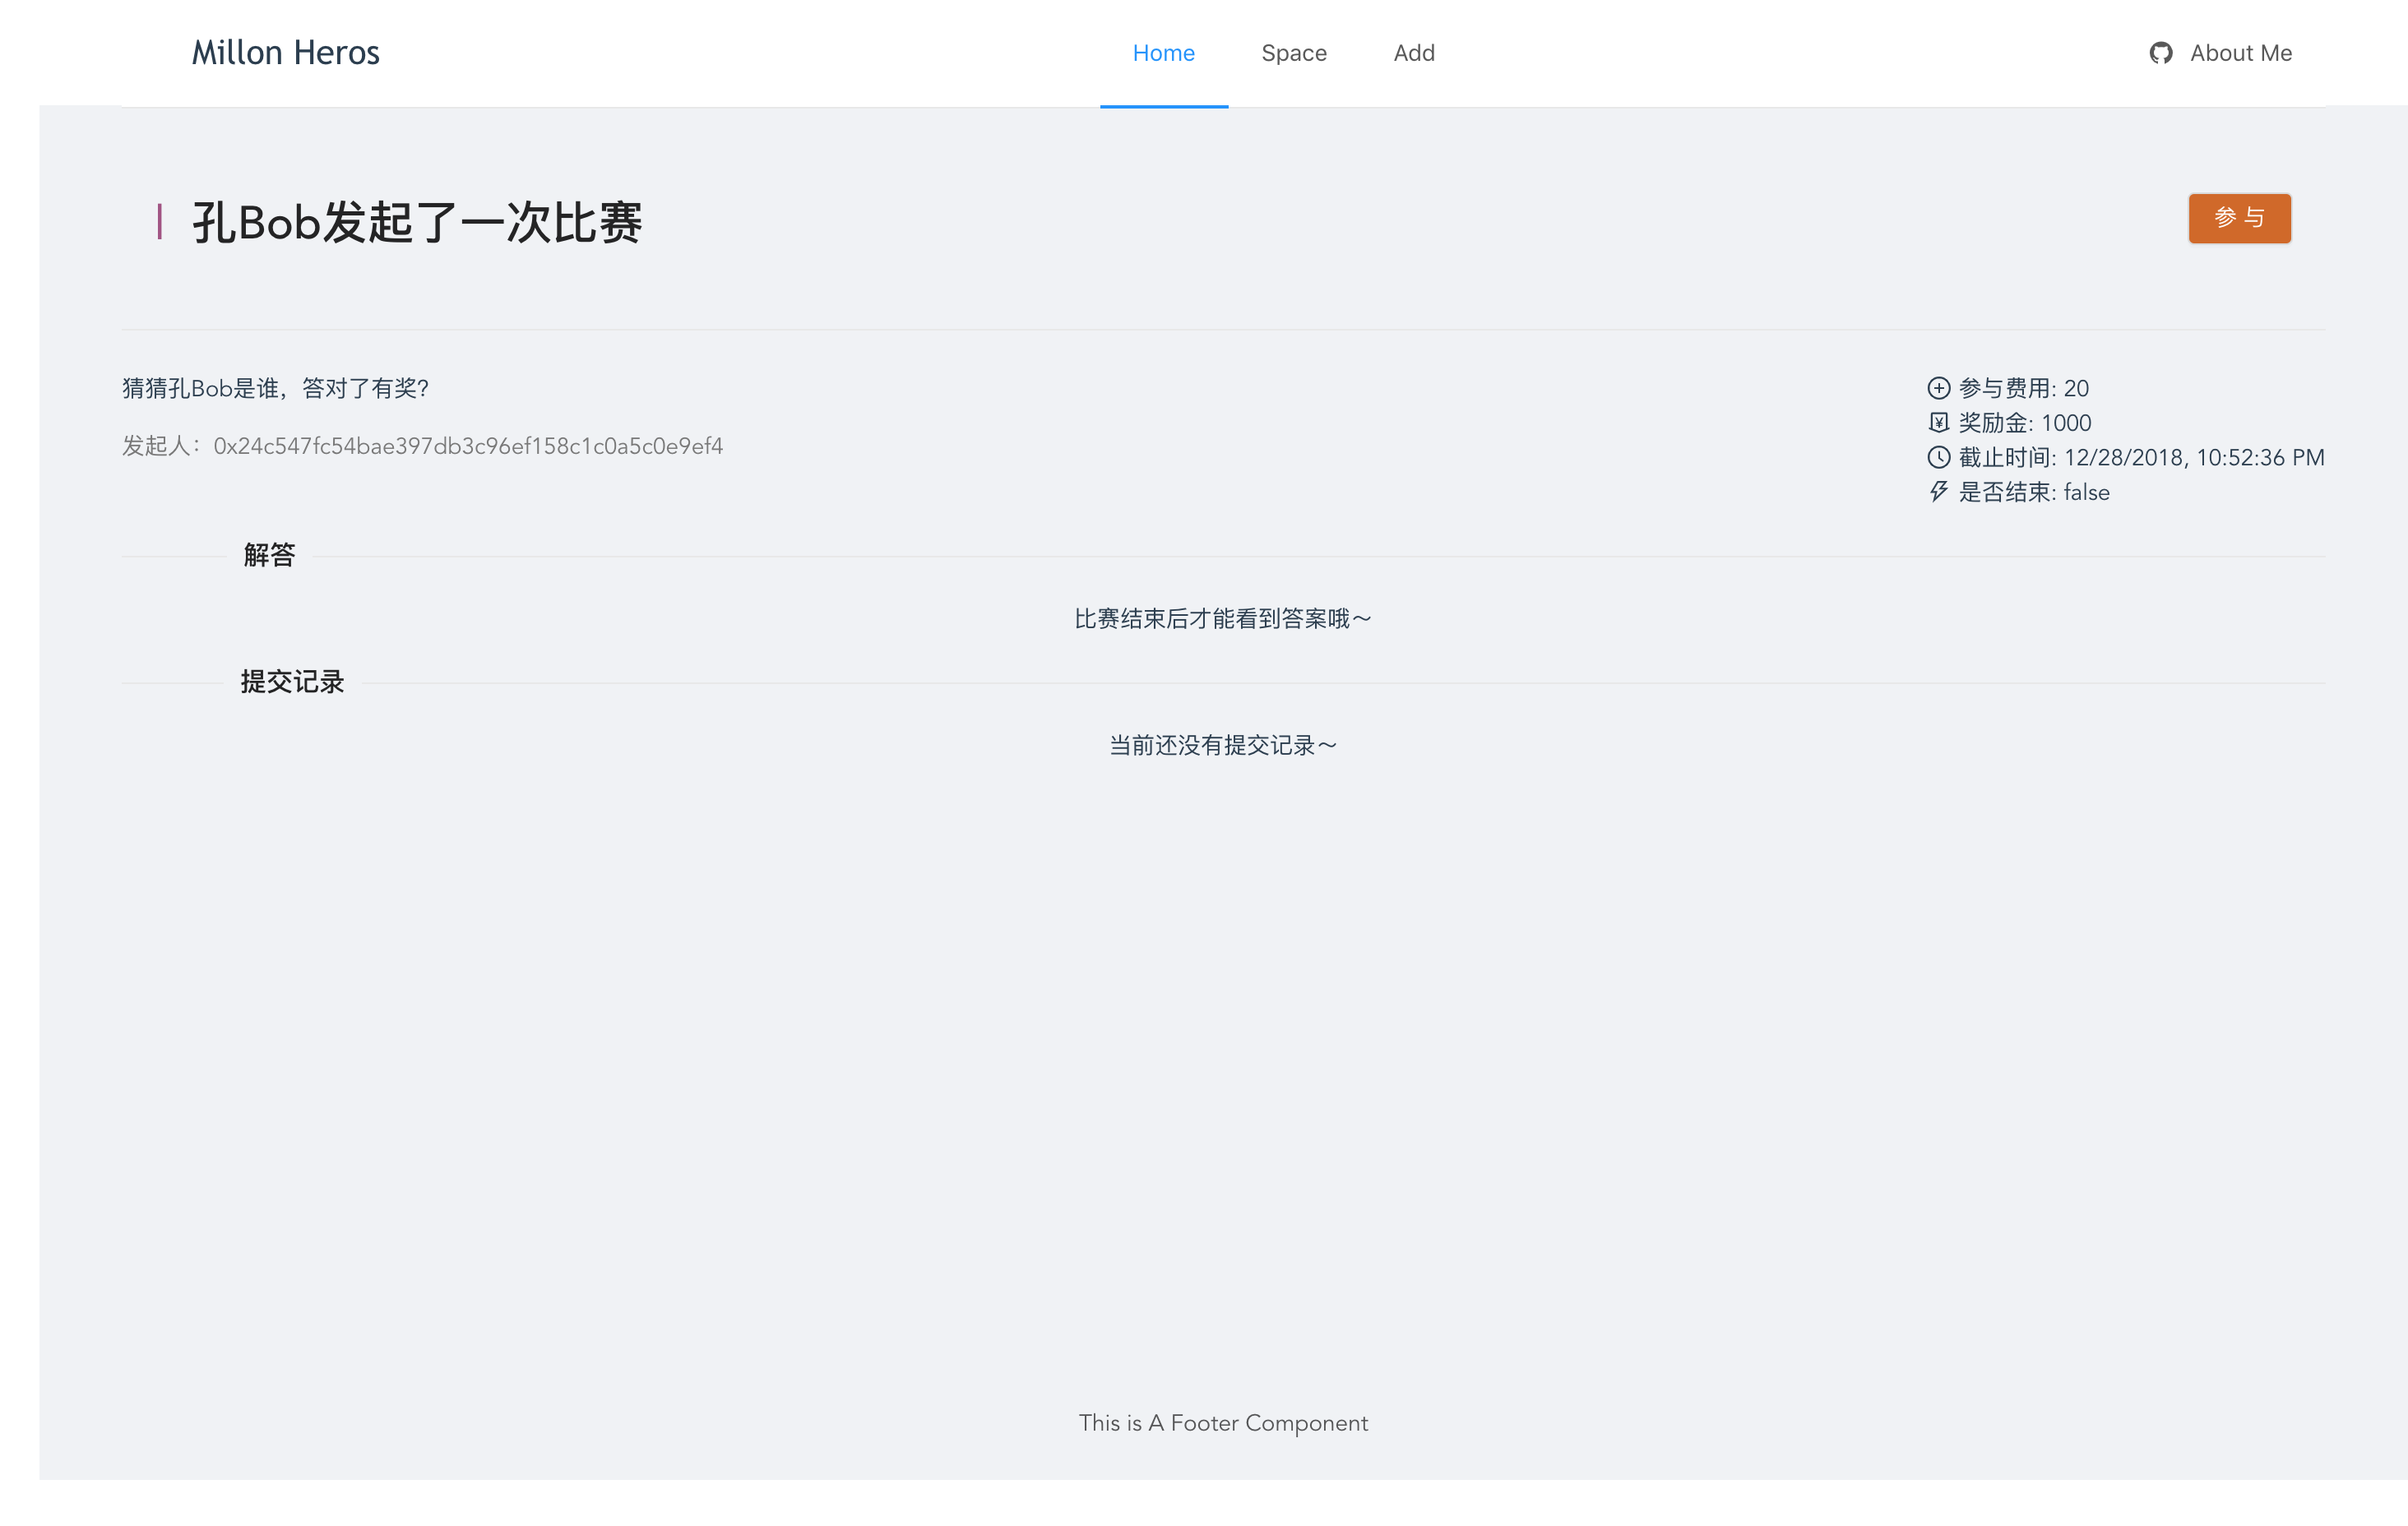 Millon Heros
Home
Space
Add
About Me
孔Bob发起了一次比赛
参 与
猜猜孔Bob是谁，答对了有奖？
发起人：0x24c547fc54bae397db3c96ef158c1c0a5c0e9ef4
参与费用: 20
奖励金: 1000
截止时间: 12/28/2018, 10:52:36 PM
是否结束: false
解答
比赛结束后才能看到答案哦～
提交记录
当前还没有提交记录～
This is A Footer Component